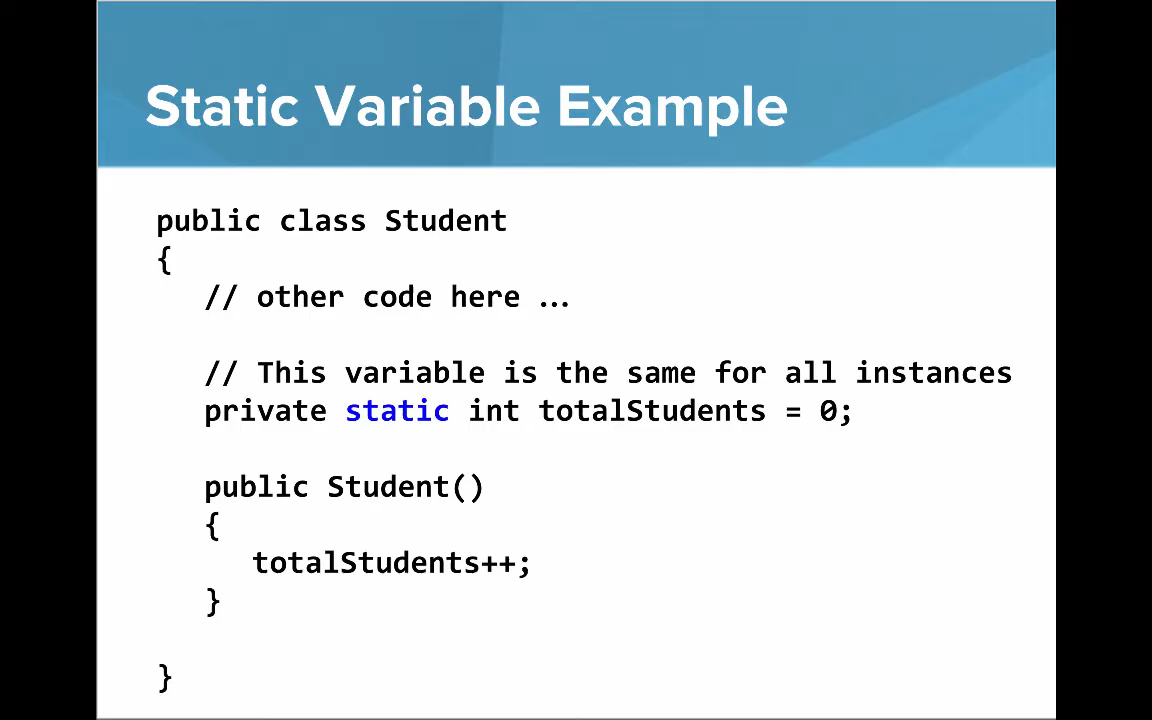 Static Variable Example
public class Student
{
// other code here …
// This variable is the same for all instances
private static int totalStudents = 0;
public Student()
{
totalStudents++;
}
}